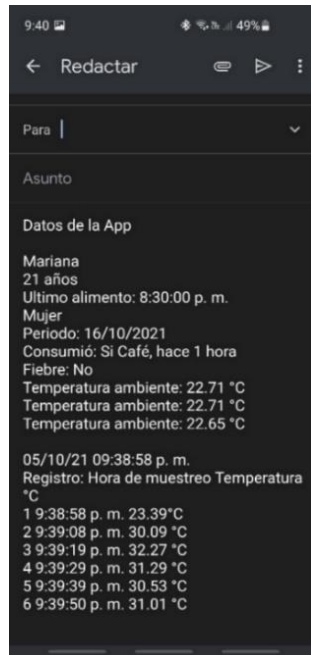 9:40 49%
Redactar
Para
Asunto
Datos de la App
Mariana
21 años
Ultimo alimento: 8:30:00 p. m.
Mujer
Periodo: 16/10/2021
Consumió: Si Café, hace 1 hora
Fiebre: No
Temperatura ambiente: 22.71 °C
Temperatura ambiente: 22.71 °C
Temperatura ambiente: 22.65 °C
05/10/21 09:38:58 p. m.
Registro: Hora de muestreo Temperatura
°C
1 9:38:58 p. m. 23.39°C
2 9:39:08 p. m. 30.09 °C
3 9:39:19 p. m. 32.27 °C
4 9:39:29 p. m. 31.29 °C
5 9:39:39 p. m. 30.53 °C
6 9:39:50 p. m. 31.01 °C